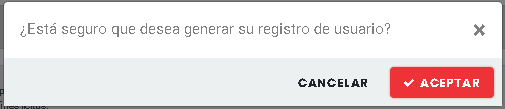 ¿Está seguro que desea generar su registro de usuario?
CANCELAR
ACEPTAR